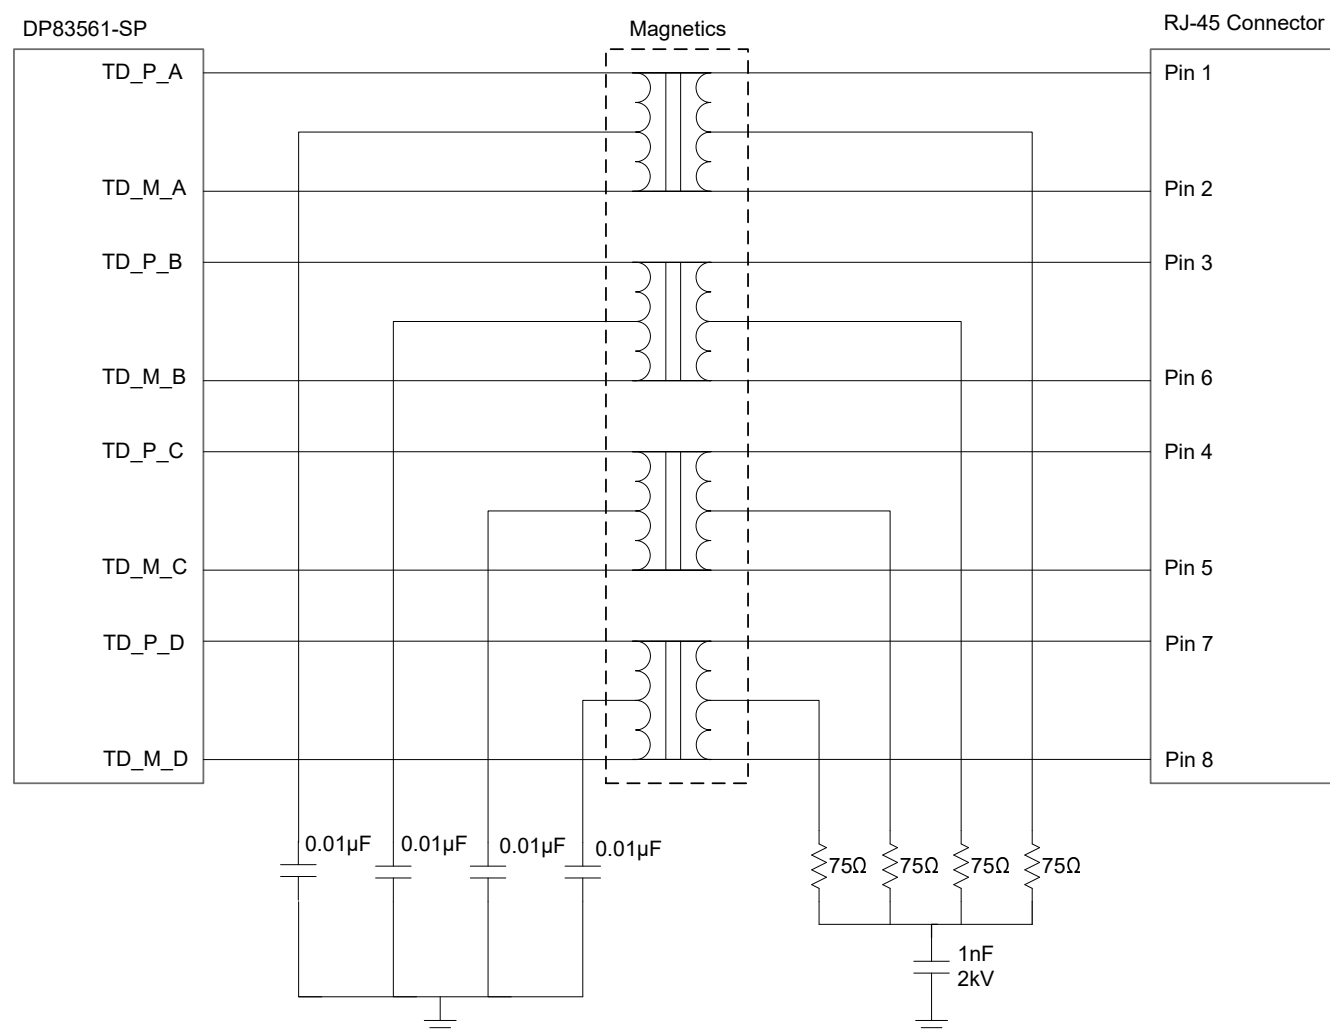 DP83561-SP
Magnetics
RJ-45 Connector
TD_P_A
Pin 1
TD_M_A
Pin 2
TD_P_B
Pin 3
TD_M_B
Pin 6
TD_P_C
Pin 4
TD_M_C
Pin 5
TD_P_D
Pin 7
TD_M_D
Pin 8
0.01µF
0.01µF
0.01µF
0.01µF
75Ω
75Ω
75Ω
75Ω
1nF
2kV